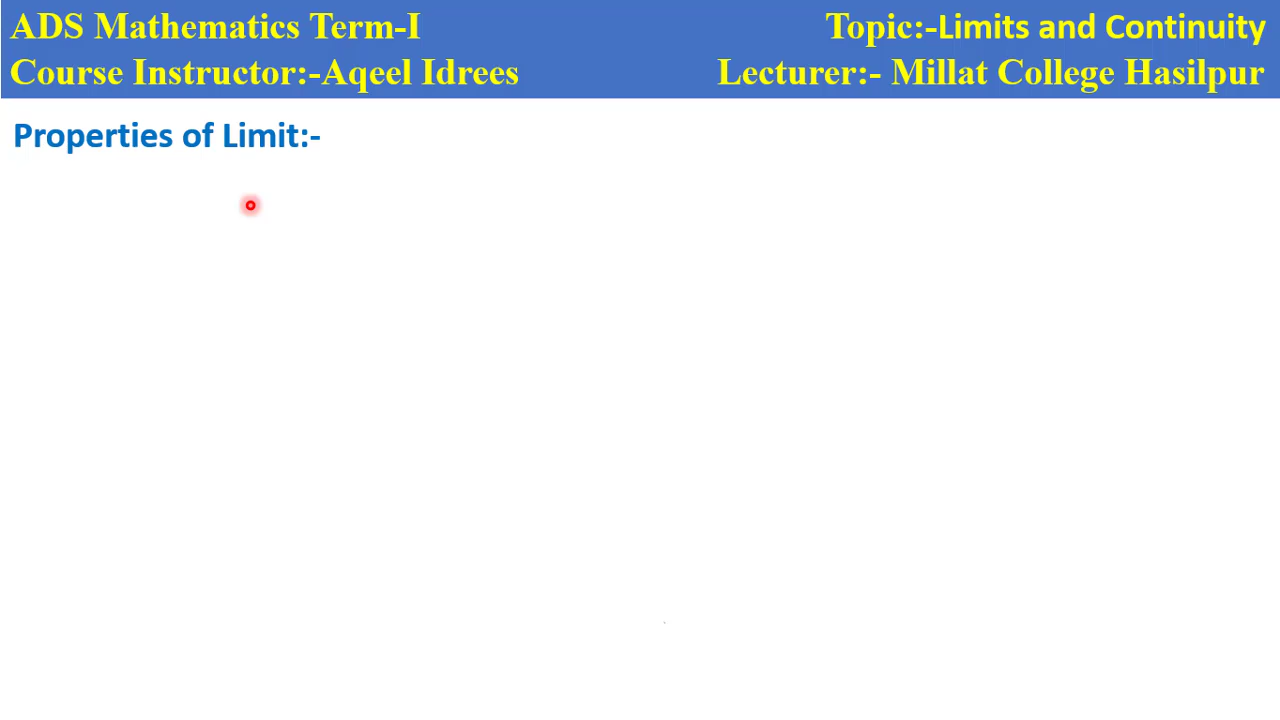 ADS Mathematics Term-I
Topic:-Limits and Continuity
Course Instructor:-Aqeel Idrees
Lecturer:- Millat College Hasilpur
Properties of Limit:-